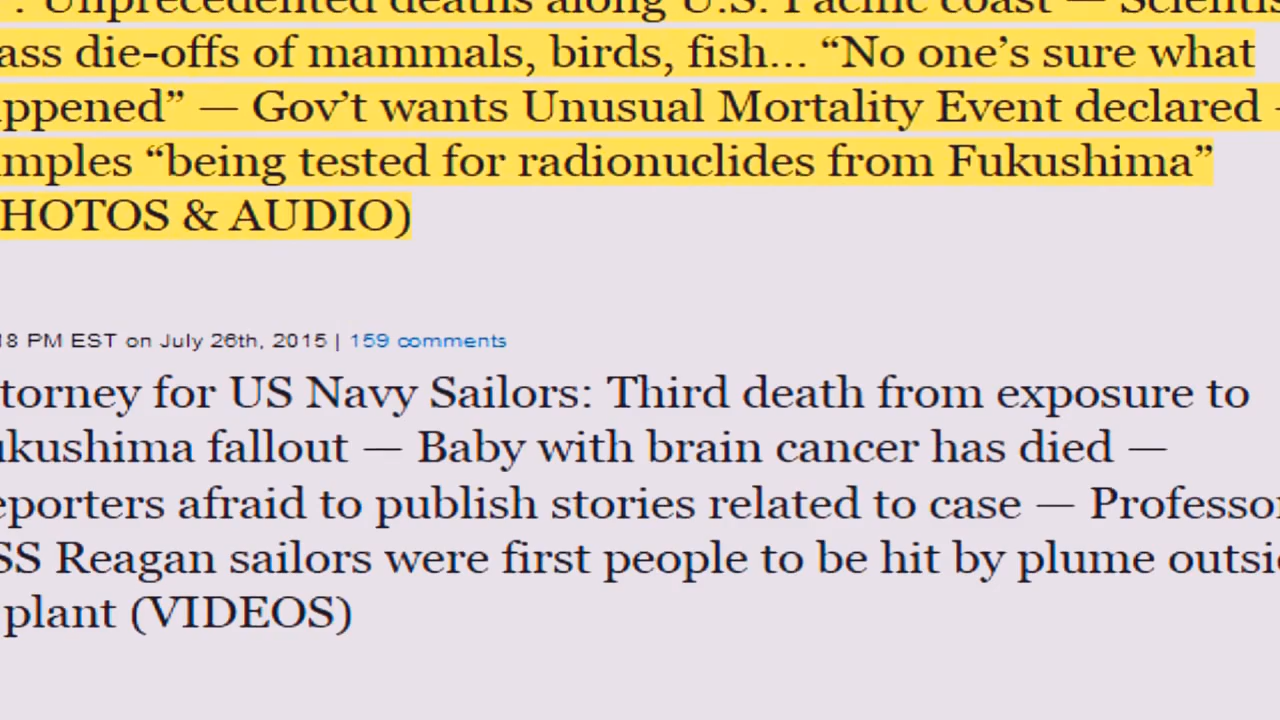 Unprecedented deaths along U.S. Pacific coast —
ass die-offs of mammals, birds, fish... “No one’s sure what
ppened” — Gov’t wants Unusual Mortality Event declared -
mples “being tested for radionuclides from Fukushima”
HOTOS & AUDIO)
18 PM EST on July 26th, 2015 | 159 comments
torney for US Navy Sailors: Third death from exposure to
ukushima fallout — Baby with brain cancer has died —
eporters afraid to publish stories related to case — Professor
SS Reagan sailors were first people to be hit by plume outsi
plant (VIDEOS)